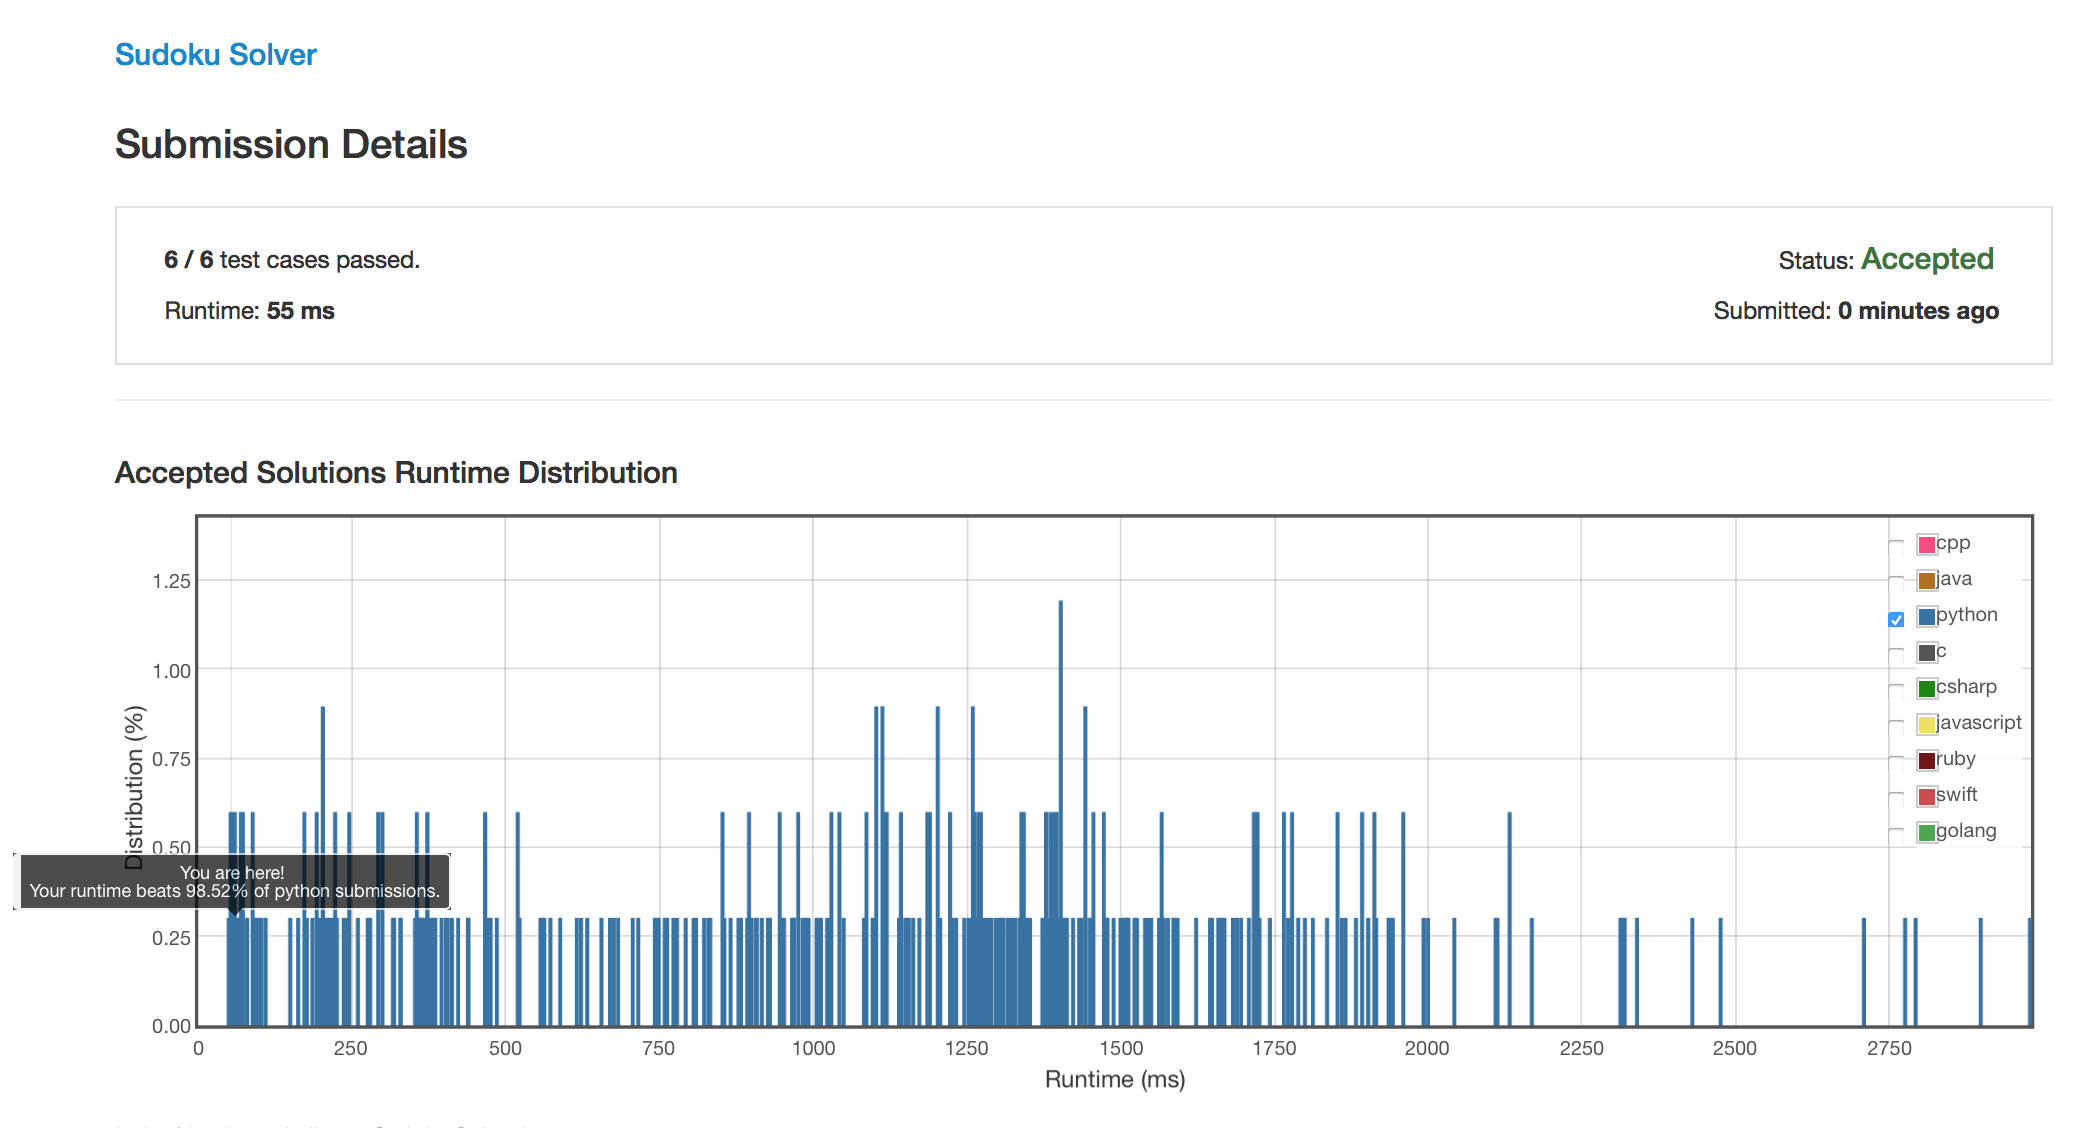 Sudoku Solver
Submission Details
6 / 6 test cases passed.
Status: Accepted
Runtime: 55 ms
Submitted: 0 minutes ago
Accepted Solutions Runtime Distribution
cpp
java
python
c
csharp
javascript
ruby
swift
golang
1.25
1.00
0.75
0.50
0.25
0.00
Distribution (%)
You are here!
Your runtime beats 98.52% of python submissions.
0 250 500 750 1000 1250 1500 1750 2000 2250 2500 2750
Runtime (ms)